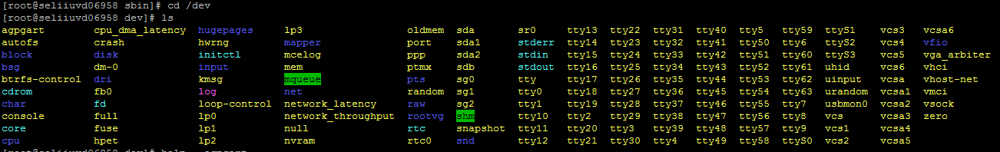 [root@seliiuvd06958 sbin]# cd /dev
[root@seliiuvd06958 dev]# ls
agpgart cpu_dma_latency hugepages lp3 oldmem sda sr0 tty13 tty22 tty31 tty40 tty5 tty59 ttyS1 vcs3 vcsa6
autofs crash hwrng mapper port sda1 stderr tty14 tty23 tty32 tty41 tty50 tty6 ttyS2 vcs4 vfio
block disk initctl mcelog ppp sda2 stdin tty15 tty24 tty33 tty42 tty51 tty60 ttyS3 vcs5 vga_arbiter
bsg dm-0 input mem ptmx sdb stdout tty16 tty25 tty34 tty43 tty52 tty61 uhid vcs6 vhci
btrfs-control dri kmsg mqueue pts sg0 tty tty17 tty26 tty35 tty44 tty53 tty62 uinput vcsa vhost-net
cdrom fb0 log net random sg1 tty0 tty18 tty27 tty36 tty45 tty54 tty63 urandom vcsa1 vmci
char fd loop-control network_latency raw sg2 tty1 tty19 tty28 tty37 tty46 tty55 tty7 usbmon0 vcsa2 vsock
console full lp0 network_throughput rootvg shm tty10 tty2 tty29 tty38 tty47 tty56 tty8 vcs vcsa3 zero
core fuse lp1 null rtc snapshot tty11 tty20 tty3 tty39 tty48 tty57 tty9 vcs1 vcsa4
cpu hpet lp2 nvram rtc0 snd tty12 tty21 tty30 tty4 tty49 tty58 ttyS0 vcs2 vcsa5